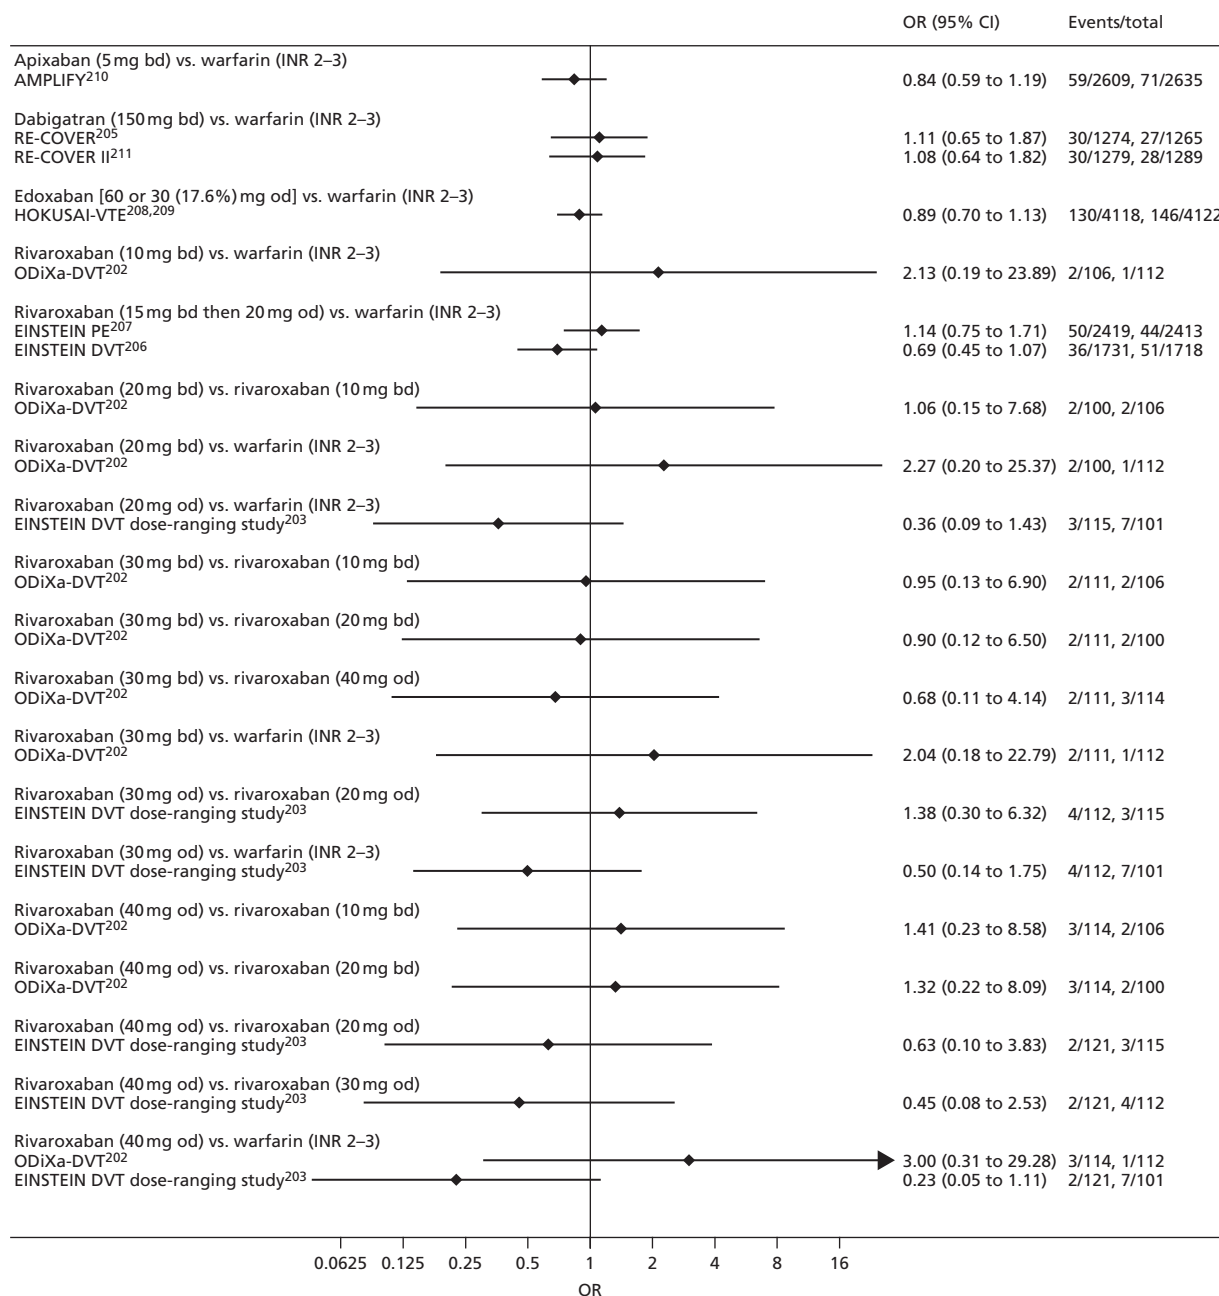 OR (95% CI) Events/total
Apixaban (5 mg bd) vs. warfarin (INR 2–3)
AMPLIFY210 0.84 (0.59 to 1.19) 59/2609, 71/2635
Dabigatran (150 mg bd) vs. warfarin (INR 2–3)
RE-COVER205 1.11 (0.65 to 1.87) 30/1274, 27/1265
RE-COVER II211 1.08 (0.64 to 1.82) 30/1279, 28/1289
Edoxaban [60 or 30 (17.6%) mg od] vs. warfarin (INR 2–3)
HOKUSAI-VTE208,209 0.89 (0.70 to 1.13) 130/4118, 146/4122
Rivaroxaban (10 mg bd) vs. warfarin (INR 2–3)
ODiXa-DVT202 2.13 (0.19 to 23.89) 2/106, 1/112
Rivaroxaban (15 mg bd then 20 mg od) vs. warfarin (INR 2–3)
EINSTEIN PE207 1.14 (0.75 to 1.71) 50/2419, 44/2413
EINSTEIN DVT206 0.69 (0.45 to 1.07) 36/1731, 51/1718
Rivaroxaban (20 mg bd) vs. rivaroxaban (10 mg bd)
ODiXa-DVT202 1.06 (0.15 to 7.68) 2/100, 2/106
Rivaroxaban (20 mg bd) vs. warfarin (INR 2–3)
ODiXa-DVT202 2.27 (0.20 to 25.37) 2/100, 1/112
Rivaroxaban (20 mg od) vs. warfarin (INR 2–3)
EINSTEIN DVT dose-ranging study203 0.36 (0.09 to 1.43) 3/115, 7/101
Rivaroxaban (30 mg bd) vs. rivaroxaban (10 mg bd)
ODiXa-DVT202 0.95 (0.13 to 6.90) 2/111, 2/106
Rivaroxaban (30 mg bd) vs. rivaroxaban (20 mg bd)
ODiXa-DVT202 0.90 (0.12 to 6.50) 2/111, 2/100
Rivaroxaban (30 mg bd) vs. rivaroxaban (40 mg od)
ODiXa-DVT202 0.68 (0.11 to 4.14) 2/111, 3/114
Rivaroxaban (30 mg bd) vs. warfarin (INR 2–3)
ODiXa-DVT202 2.04 (0.18 to 22.79) 2/111, 1/112
Rivaroxaban (30 mg od) vs. rivaroxaban (20 mg od)
EINSTEIN DVT dose-ranging study203 1.38 (0.30 to 6.32) 4/112, 3/115
Rivaroxaban (30 mg od) vs. warfarin (INR 2–3)
EINSTEIN DVT dose-ranging study203 0.50 (0.14 to 1.75) 4/112, 7/101
Rivaroxaban (40 mg od) vs. rivaroxaban (10 mg bd)
ODiXa-DVT202 1.41 (0.23 to 8.58) 3/114, 2/106
Rivaroxaban (40 mg od) vs. rivaroxaban (20 mg bd)
ODiXa-DVT202 1.32 (0.22 to 8.09) 3/114, 2/100
Rivaroxaban (40 mg od) vs. rivaroxaban (20 mg od)
EINSTEIN DVT dose-ranging study203 0.63 (0.10 to 3.83) 2/121, 3/115
Rivaroxaban (40 mg od) vs. rivaroxaban (30 mg od)
EINSTEIN DVT dose-ranging study203 0.45 (0.08 to 2.53) 2/121, 4/112
Rivaroxaban (40 mg od) vs. warfarin (INR 2–3)
ODiXa-DVT202 3.00 (0.31 to 29.28) 3/114, 1/112
EINSTEIN DVT dose-ranging study203 0.23 (0.05 to 1.11) 2/121, 7/101
0.0625 0.125 0.25 0.5 1 2 4 8 16
OR